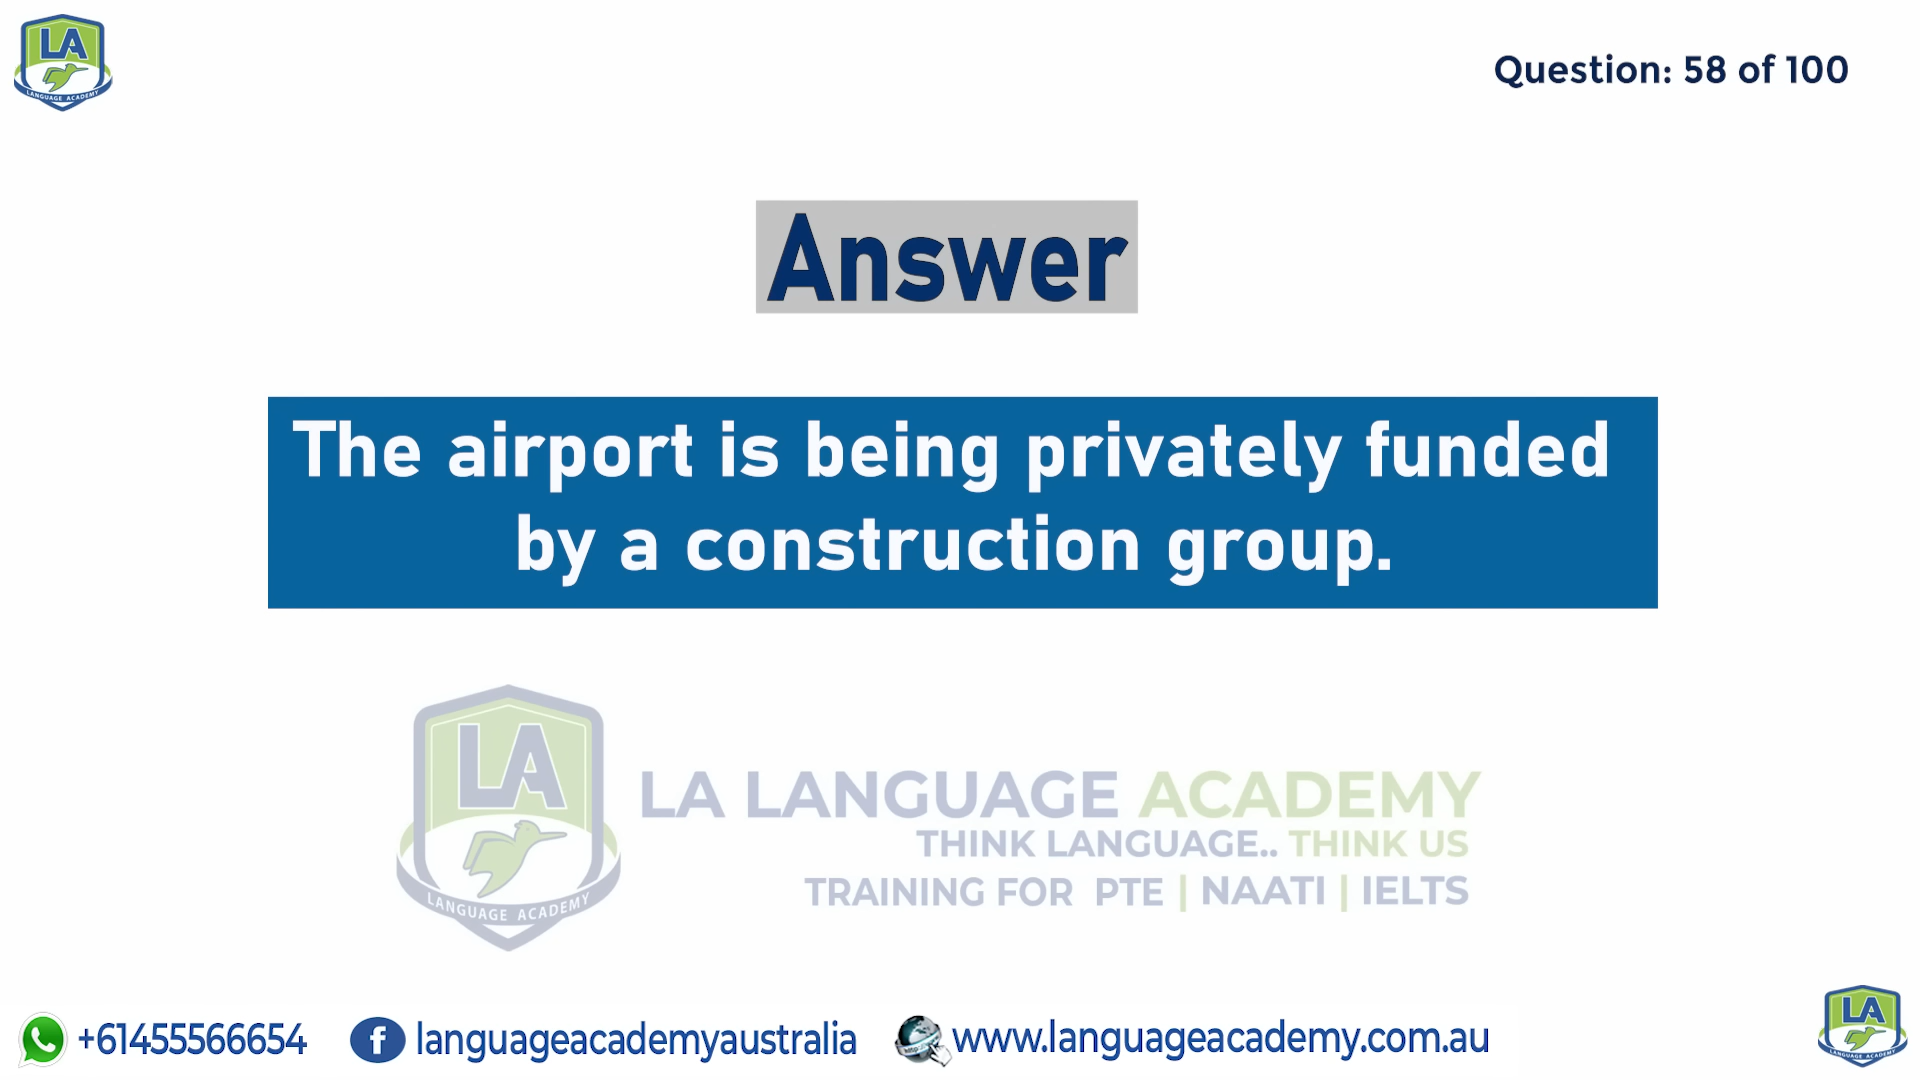 LA
LANGUAGE ACADEMY
Question: 58 of 100
Answer
The airport is being privately funded
by a construction group.
LA
LANGUAGE ACADEMY
LA LANGUAGE ACADEMY
THINK LANGUAGE.. THINK US
TRAINING FOR PTE | NAATI | IELTS
+61455566654
f languageacademyaustralia
http www.languageacademy.com.au
LA
LANGUAGE ACADEMY